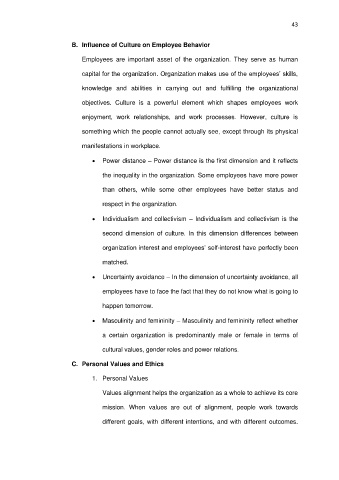 43
B. Influence of Culture on Employee Behavior
Employees are important asset of the organization. They serve as human
capital for the organization. Organization makes use of the employees' skills,
knowledge and abilities in carrying out and fulfilling the organizational
objectives. Culture is a powerful element which shapes employees work
enjoyment, work relationships, and work processes. However, culture is
something which the people cannot actually see, except through its physical
manifestations in workplace.
• Power distance – Power distance is the first dimension and it reflects
the inequality in the organization. Some employees have more power
than others, while some other employees have better status and
respect in the organization.
• Individualism and collectivism – Individualism and collectivism is the
second dimension of culture. In this dimension differences between
organization interest and employees' self-interest have perfectly been
matched.
• Uncertainty avoidance – In the dimension of uncertainty avoidance, all
employees have to face the fact that they do not know what is going to
happen tomorrow.
• Masculinity and femininity – Masculinity and femininity reflect whether
a certain organization is predominantly male or female in terms of
cultural values, gender roles and power relations.
C. Personal Values and Ethics
1. Personal Values
Values alignment helps the organization as a whole to achieve its core
mission. When values are out of alignment, people work towards
different goals, with different intentions, and with different outcomes.